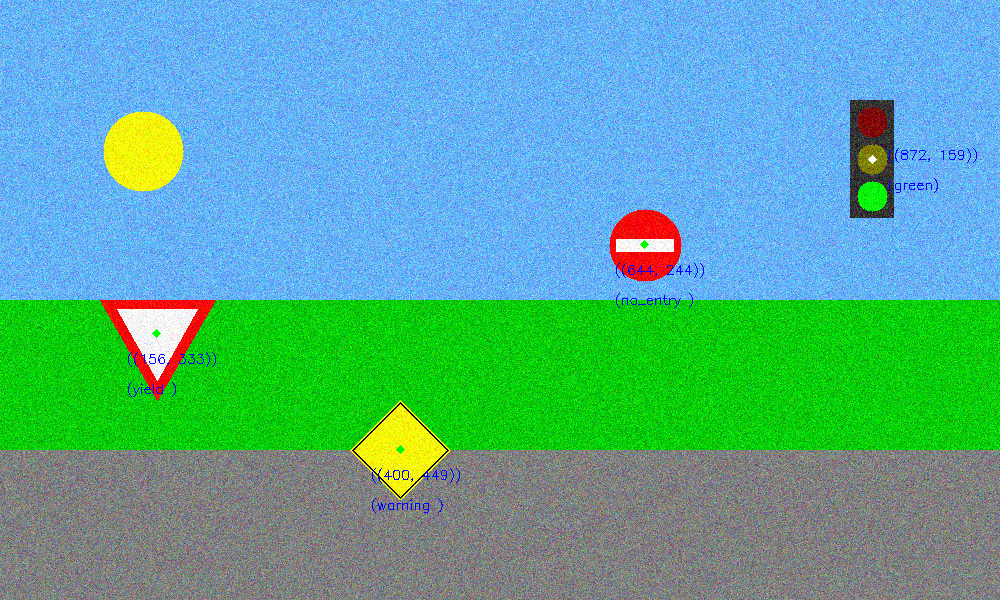 (872, 159))
green)
((644, 244))
(no_entry )
((156, 333))
(yield )
((400, 449))
(warning )